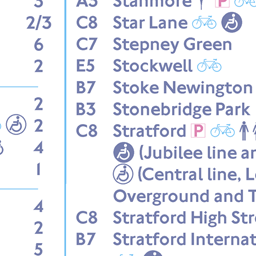 3
A3 Stanmore P
2/3
C8 Star Lane
6
C7 Stepney Green
2
E5 Stockwell
B7 Stoke Newington
2
B3 Stonebridge Park
2
C8 Stratford P
4
(Jubilee line an
1
(Central line, L
Overground and T
4
C8 Stratford High Str
2
B7 Stratford Internat
5